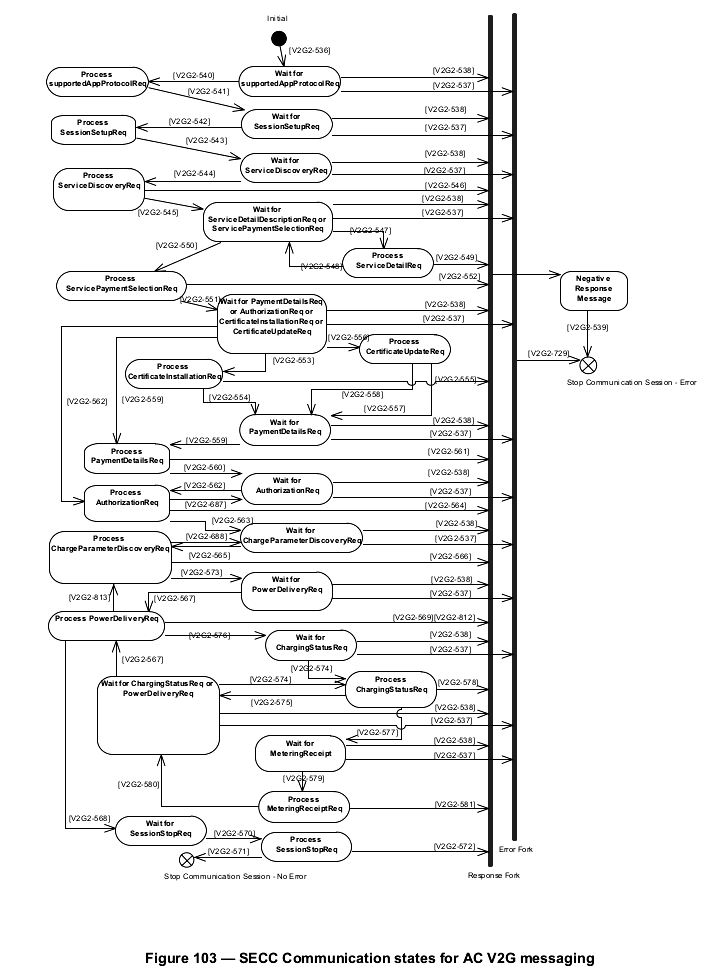 Initial
[V2G2-536]
Process
supportedAppProtocolReq
[V2G2-540]
Wait for
supportedAppProtocolReq
[V2G2-538]
[V2G2-537]
[V2G2-541]
Process
SessionSetupReq
[V2G2-542]
Wait for
SessionSetupReq
[V2G2-538]
[V2G2-537]
[V2G2-543]
Wait for
ServiceDiscoveryReq
[V2G2-538]
[V2G2-537]
Process
ServiceDiscoveryReq
[V2G2-544]
[V2G2-546]
[V2G2-545]
Wait for
ServiceDetailDescriptionReq or
ServicePaymentSelectionReq
[V2G2-538]
[V2G2-537]
[V2G2-547]
[V2G2-550]
[V2G2-548]
Process
ServiceDetailReq
[V2G2-549]
Process
ServicePaymentSelectionReq
[V2G2-552]
[V2G2-551]
Negative
Response
Message
Wait for PaymentDetailsReq
or AuthorizationReq or
CertificateInstallationReq or
CertificateUpdateReq
[V2G2-538]
[V2G2-537]
[V2G2-539]
[V2G2-556]
Process
CertificateUpdateReq
[V2G2-553]
[V2G2-729]
Process
CertificateInstallationReq
[V2G2-555]
Stop Communication Session - Error
[V2G2-562]
[V2G2-559]
[V2G2-554]
[V2G2-558]
[V2G2-557]
Wait for
PaymentDetailsReq
[V2G2-538]
[V2G2-537]
[V2G2-559]
Process
PaymentDetailsReq
[V2G2-561]
[V2G2-560]
Wait for
AuthorizationReq
[V2G2-538]
[V2G2-537]
[V2G2-562]
Process
AuthorizationReq
[V2G2-687]
[V2G2-564]
[V2G2-563]
Wait for
ChargeParameterDiscoveryReq
[V2G2-538]
[V2G2-537]
Process
ChargeParameterDiscoveryReq
[V2G2-688]
[V2G2-565]
[V2G2-566]
[V2G2-573]
Wait for
PowerDeliveryReq
[V2G2-538]
[V2G2-537]
[V2G2-813]
[V2G2-567]
Process PowerDeliveryReq
[V2G2-569][V2G2-812]
[V2G2-576]
Wait for
ChargingStatusReq
[V2G2-538]
[V2G2-537]
[V2G2-567]
[V2G2-574]
Wait for ChargingStatusReq or
PowerDeliveryReq
[V2G2-574]
Process
ChargingStatusReq
[V2G2-578]
[V2G2-575]
[V2G2-538]
[V2G2-537]
[V2G2-577]
Wait for
MeteringReceipt
[V2G2-538]
[V2G2-537]
[V2G2-579]
[V2G2-580]
Process
MeteringReceiptReq
[V2G2-581]
[V2G2-568]
Wait for
SessionStopReq
[V2G2-570]
Process
SessionStopReq
[V2G2-571]
[V2G2-572]
Error Fork
Stop Communication Session - No Error
Response Fork
Figure 103 — SECC Communication states for AC V2G messaging